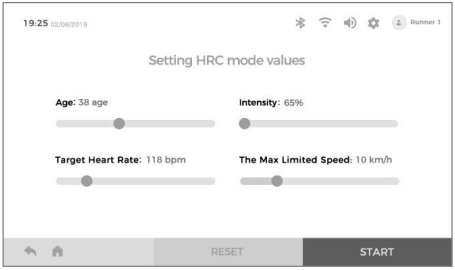 19:25 02/06/2019 Runner 1
Setting HRC mode values
Age: 38 age Intensity: 65%
Target Heart Rate: 118 bpm The Max Limited Speed: 10 km/h
RESET START